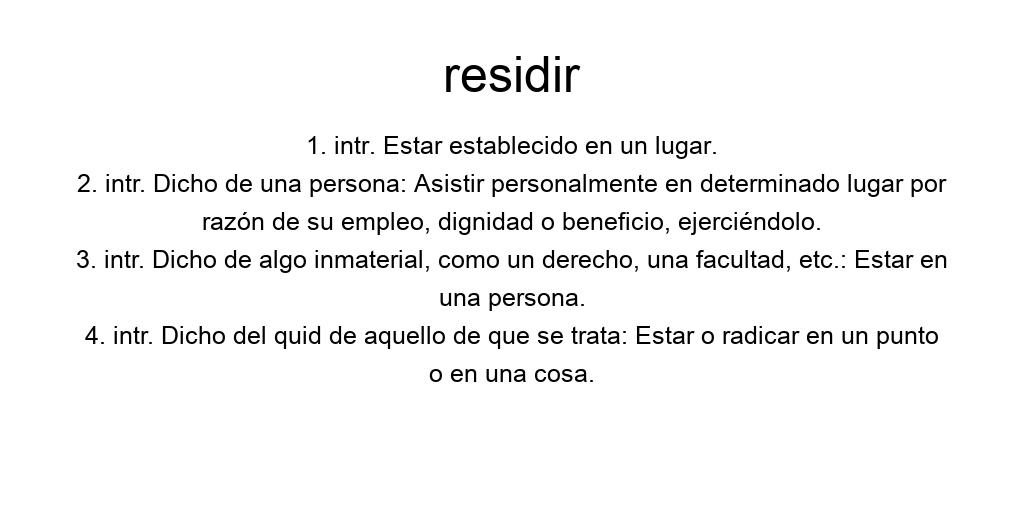 residir
1. intr. Estar establecido en un lugar.
2. intr. Dicho de una persona: Asistir personalmente en determinado lugar por
razón de su empleo, dignidad o beneficio, ejerciéndolo.
3. intr. Dicho de algo inmaterial, como un derecho, una facultad, etc.: Estar en
una persona.
4. intr. Dicho del quid de aquello de que se trata: Estar o radicar en un punto
o en una cosa.